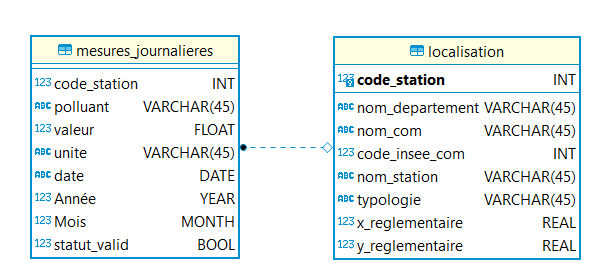 mesures_journalieres
123 code_station INT
ABC polluant VARCHAR(45)
123 valeur FLOAT
ABC unite VARCHAR(45)
ABC date DATE
123 Année YEAR
123 Mois MONTH
123 statut_valid BOOL
localisation
123 code_station INT
ABC nom_departement VARCHAR(45)
ABC nom_com VARCHAR(45)
123 code_insee_com INT
ABC nom_station VARCHAR(45)
ABC typologie VARCHAR(45)
123 x_reglementaire REAL
123 y_reglementaire REAL